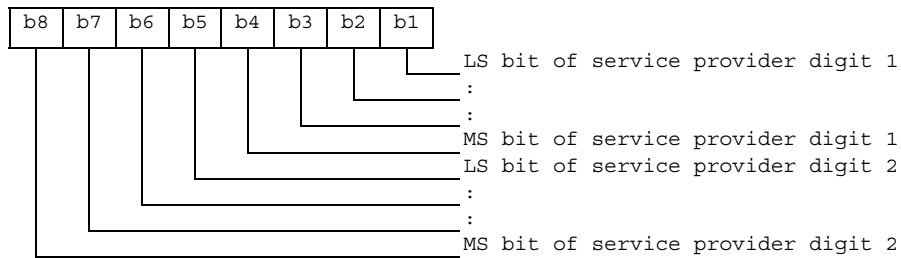 b8 b7 b6 b5 b4 b3 b2 b1
LS bit of service provider digit 1
:
:
MS bit of service provider digit 1
LS bit of service provider digit 2
:
:
MS bit of service provider digit 2